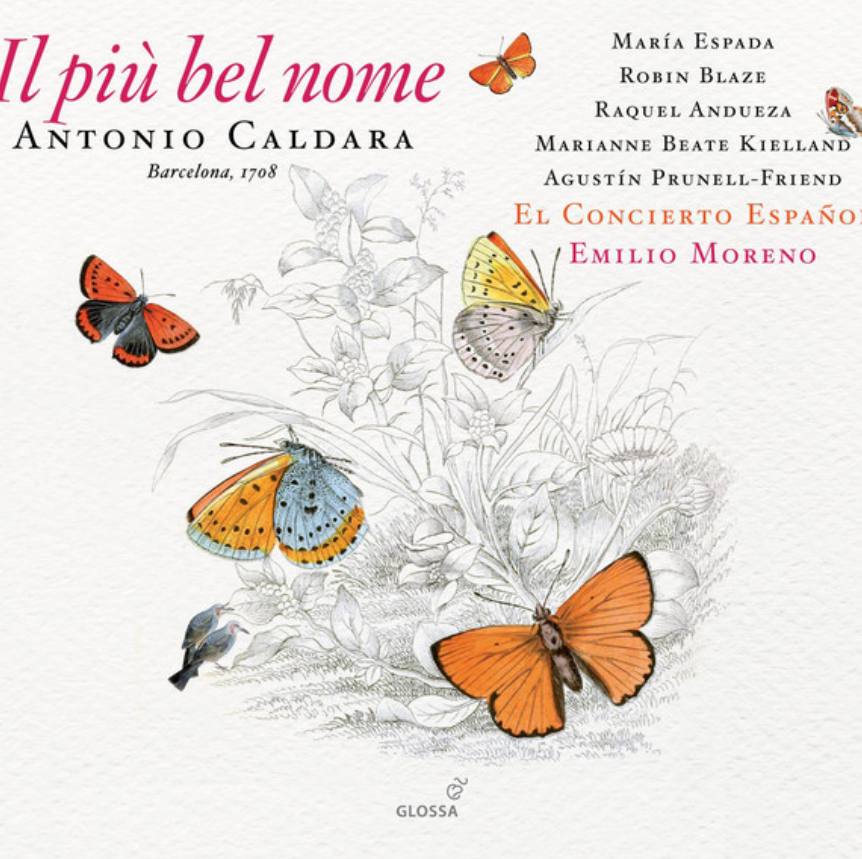 Il più bel nome
ANTONIO CALDARA
Barcelona, 1708
MARÍA ESPADA
ROBIN BLAZE
RAQUEL ANDUEZA
MARIANNE BEATE KIELLAND
AGUSTÍN PRUNELL-FRIEND
EL CONCIERTO ESPAÑOL
EMILIO MORENO
GLOSSA